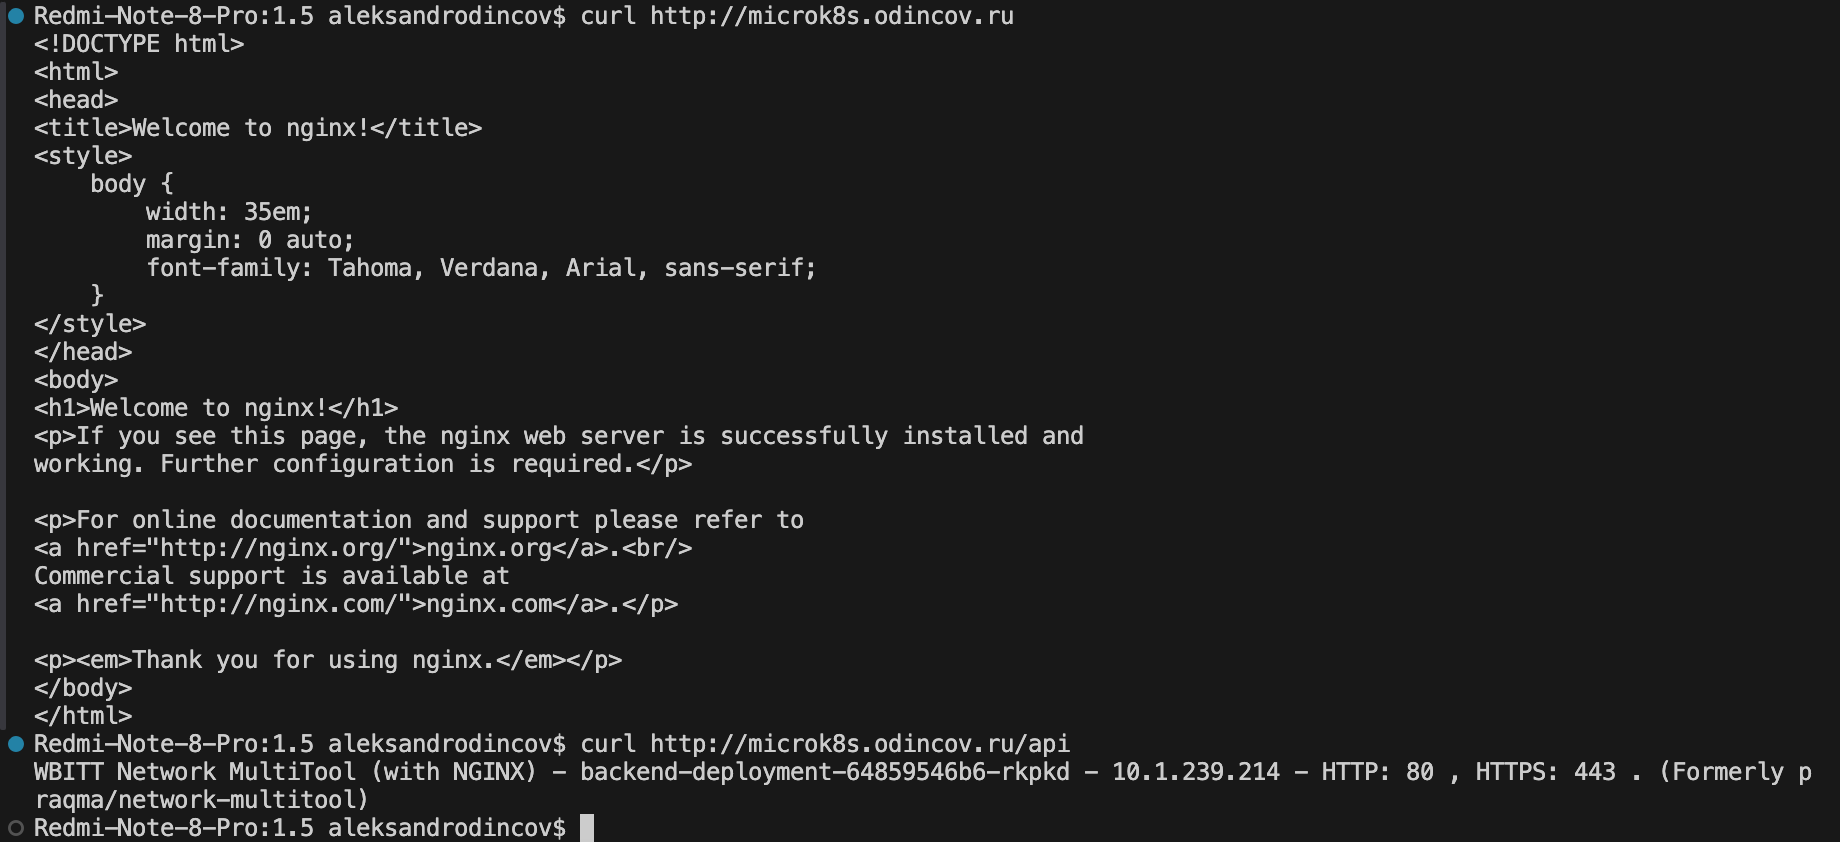 Redmi-Note-8-Pro:1.5 aleksandrodincov$ curl http://microk8s.odincov.ru
<!DOCTYPE html>
<html>
<head>
<title>Welcome to nginx!</title>
<style>
    body {
        width: 35em;
        margin: 0 auto;
        font-family: Tahoma, Verdana, Arial, sans-serif;
    }
</style>
</head>
<body>
<h1>Welcome to nginx!</h1>
<p>If you see this page, the nginx web server is successfully installed and
working. Further configuration is required.</p>

<p>For online documentation and support please refer to
<a href="http://nginx.org/">nginx.org</a>.<br/>
Commercial support is available at
<a href="http://nginx.com/">nginx.com</a>.</p>

<p><em>Thank you for using nginx.</em></p>
</body>
</html>
Redmi-Note-8-Pro:1.5 aleksandrodincov$ curl http://microk8s.odincov.ru/api
WBITT Network MultiTool (with NGINX) - backend-deployment-64859546b6-rkpkd - 10.1.239.214 - HTTP: 80 , HTTPS: 443 . (Formerly p
raqma/network-multitool)
Redmi-Note-8-Pro:1.5 aleksandrodincov$